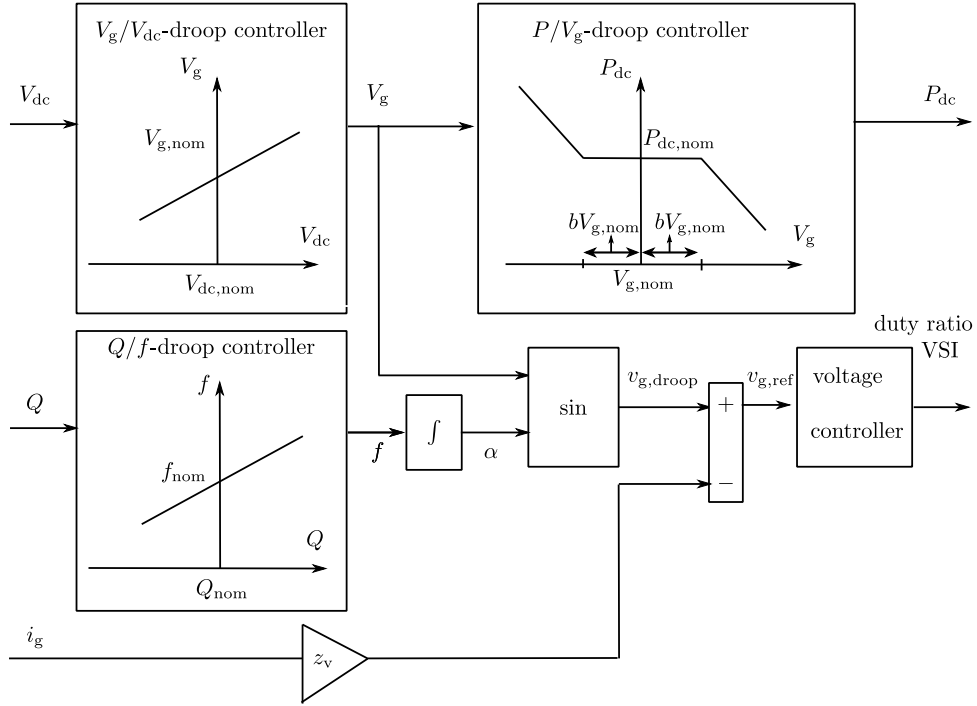 V_g/V_dc-droop controller
V_g
V_g,nom
V_dc
V_dc,nom
V_dc
V_g
P/V_g-droop controller
P_dc
P_dc,nom
bV_g,nom bV_g,nom
V_g
V_g,nom
P_dc
Q/f-droop controller
f
f_nom
Q
Q_nom
Q
f
∫
α
sin
v_g,droop
+
−
v_g,ref
voltage
controller
duty ratio
VSI
i_g
z_v